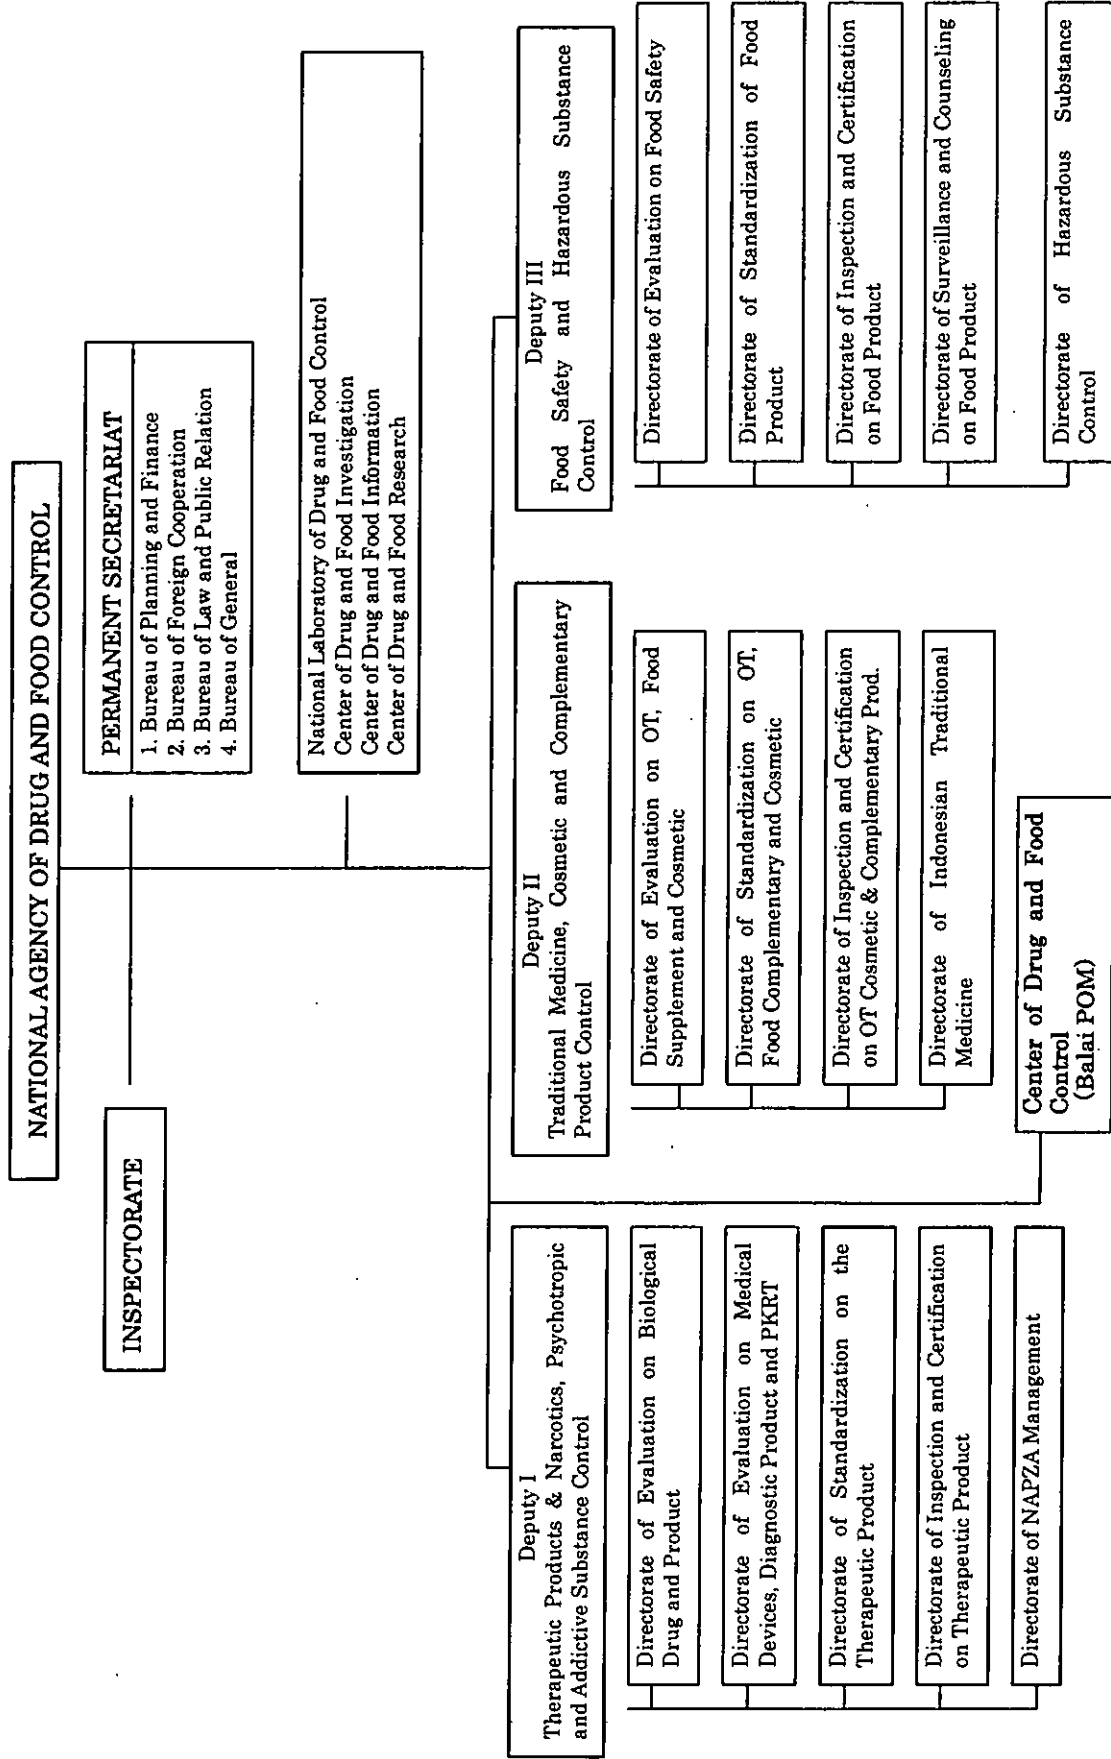 NATIONAL AGENCY OF DRUG AND FOOD CONTROL
INSPECTORATE
PERMANENT SECRETARIAT
1. Bureau of Planning and Finance
2. Bureau of Foreign Cooperation
3. Bureau of Law and Public Relation
4. Bureau of General
National Laboratory of Drug and Food Control
Center of Drug and Food Investigation
Center of Drug and Food Information
Center of Drug and Food Research
Deputy I
Therapeutic Products & Narcotics, Psychotropic
and Addictive Substance Control
Directorate of Evaluation on Biological
Drug and Product
Directorate of Evaluation on Medical
Devices, Diagnostic Product and PKRT
Directorate of Standardization on the
Therapeutic Product
Directorate of Inspection and Certification
on Therapeutic Product
Directorate of NAPZA Management
Deputy II
Traditional Medicine, Cosmetic and Complementary
Product Control
Directorate of Evaluation on OT, Food
Supplement and Cosmetic
Directorate of Standardization on OT,
Food Complementary and Cosmetic
Directorate of Inspection and Certification
on OT Cosmetic & Complementary Prod.
Directorate of Indonesian Traditional
Medicine
Center of Drug and Food
Control
(Balai POM)
Deputy III
Food Safety and Hazardous Substance
Control
Directorate of Evaluation on Food Safety
Directorate of Standardization of Food
Product
Directorate of Inspection and Certification
on Food Product
Directorate of Surveillance and Counseling
on Food Product
Directorate of Hazardous Substance
Control